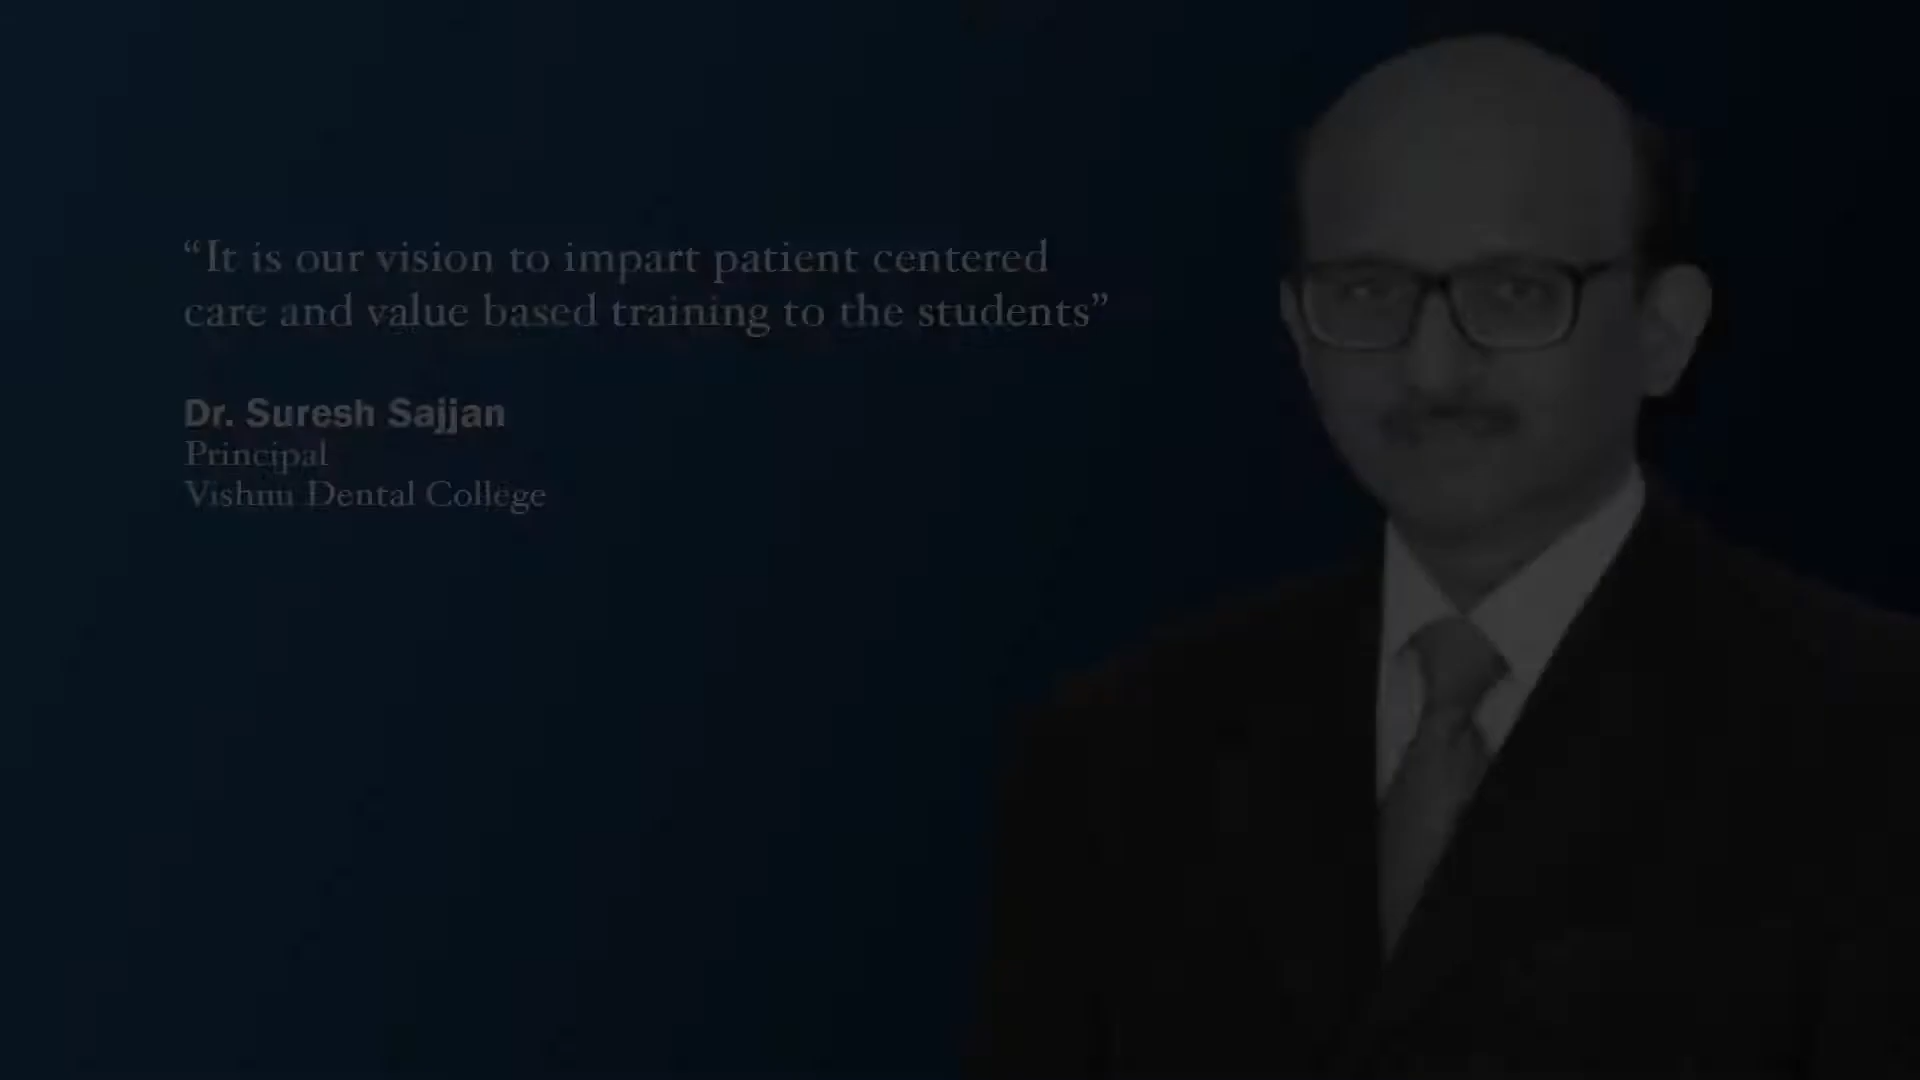 “It is our vision to impart patient centered
care and value based training to the students”
Dr. Suresh Sajjan
Principal
Vishnu Dental College